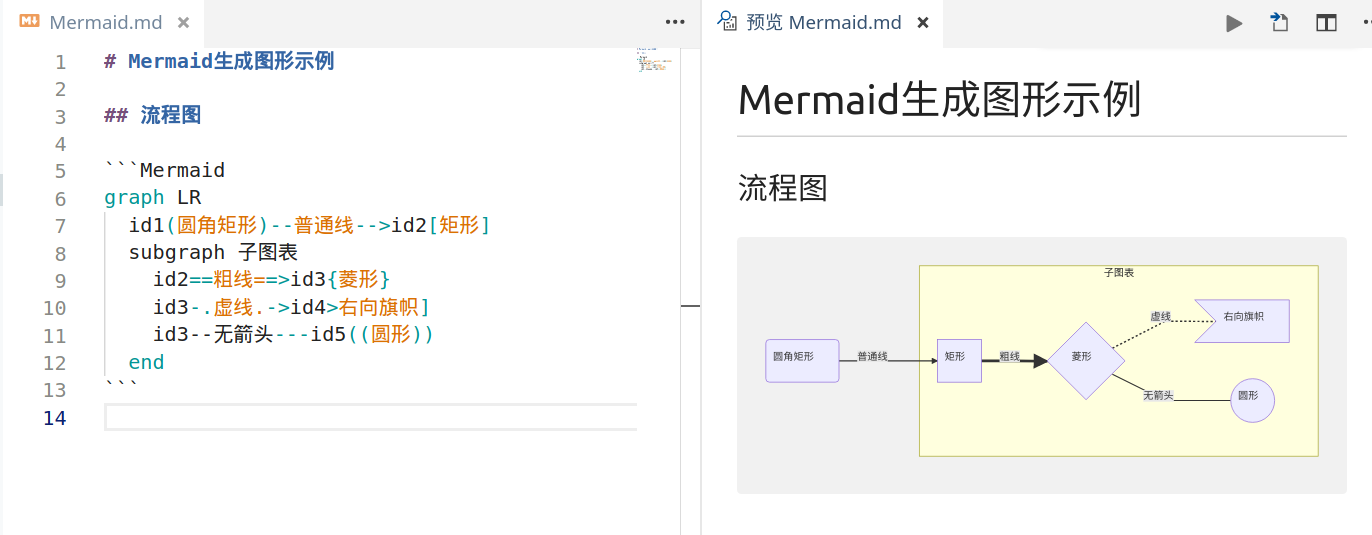 Mermaid.md
1 # Mermaid生成图形示例
2
3 ## 流程图
4
5 ```Mermaid
6 graph LR
7 id1(圆角矩形)--普通线-->id2[矩形]
8 subgraph 子图表
9 id2==粗线==>id3{菱形}
10 id3-.虚线.->id4>右向旗帜]
11 id3--无箭头---id5((圆形))
12 end
13 ```
14
预览 Mermaid.md
Mermaid生成图形示例
流程图
子图表
圆角矩形
普通线
矩形
粗线
菱形
虚线
右向旗帜
无箭头
圆形